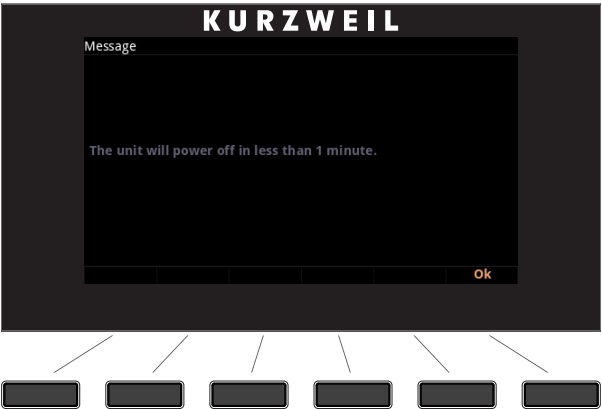 KURZWEIL
Message
The unit will power off in less than 1 minute.
Ok